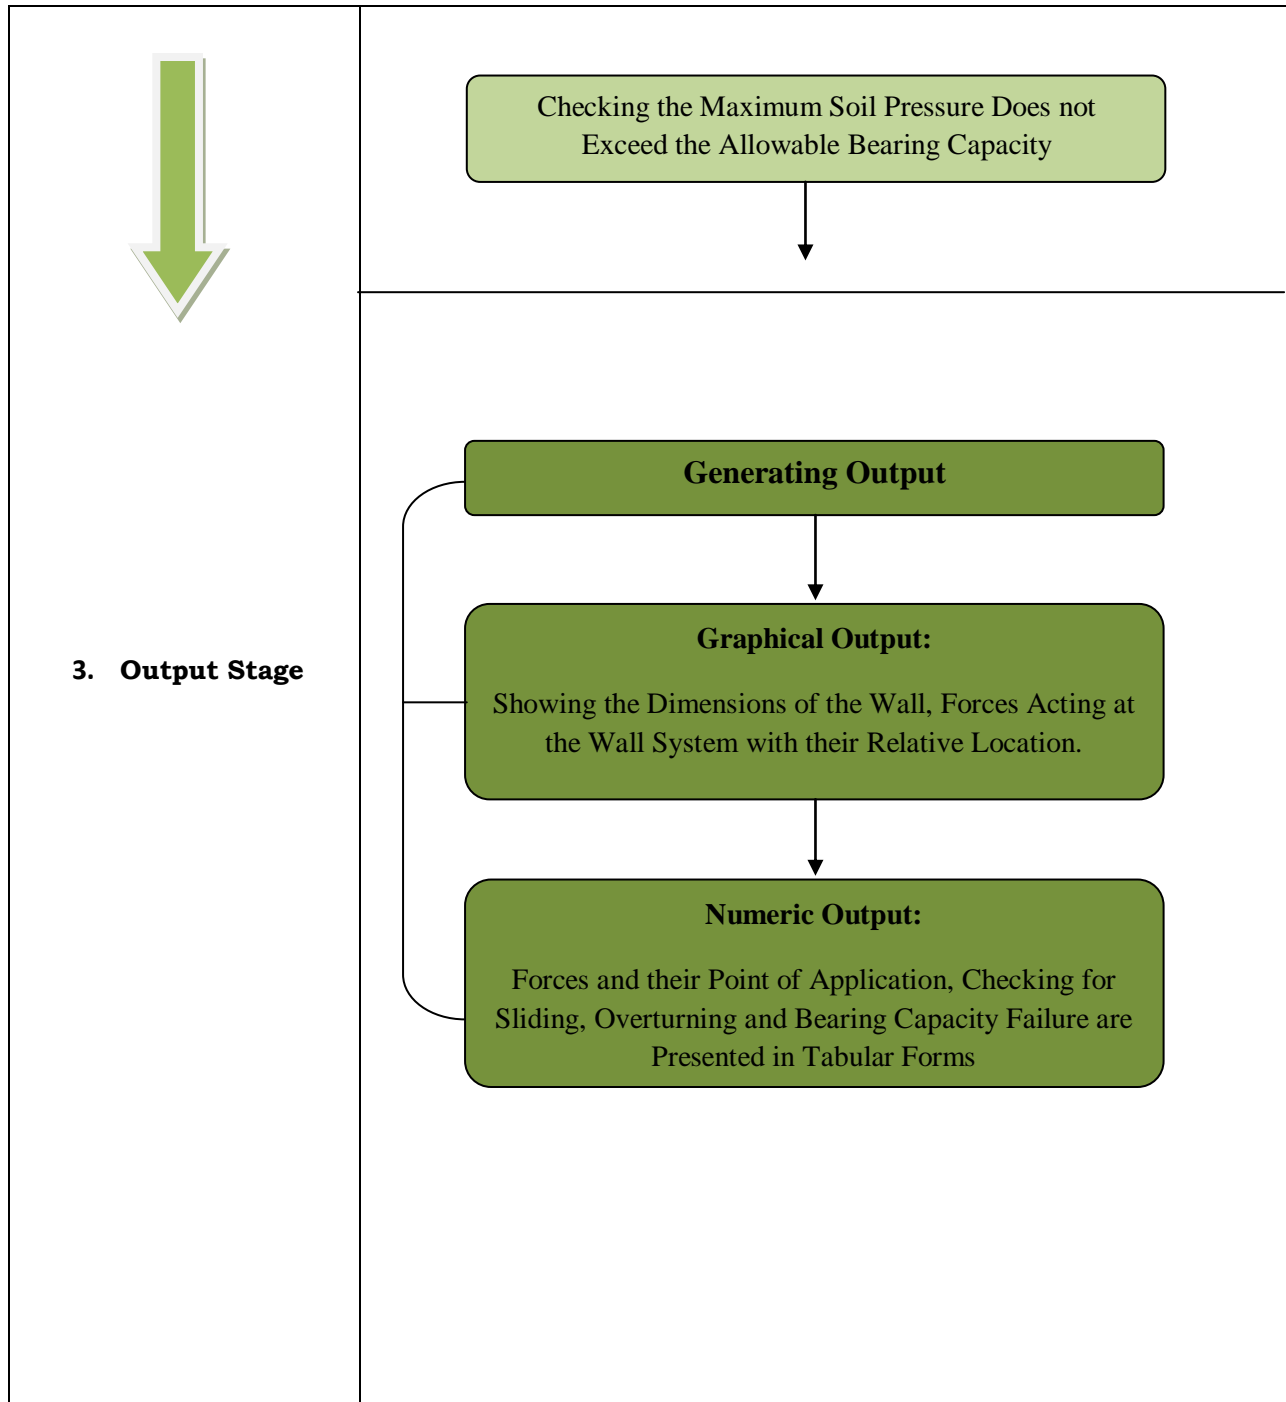 Checking the Maximum Soil Pressure Does not
Exceed the Allowable Bearing Capacity
Generating Output
Graphical Output:
Showing the Dimensions of the Wall, Forces Acting at
the Wall System with their Relative Location.
3. Output Stage
Numeric Output:
Forces and their Point of Application, Checking for
Sliding, Overturning and Bearing Capacity Failure are
Presented in Tabular Forms